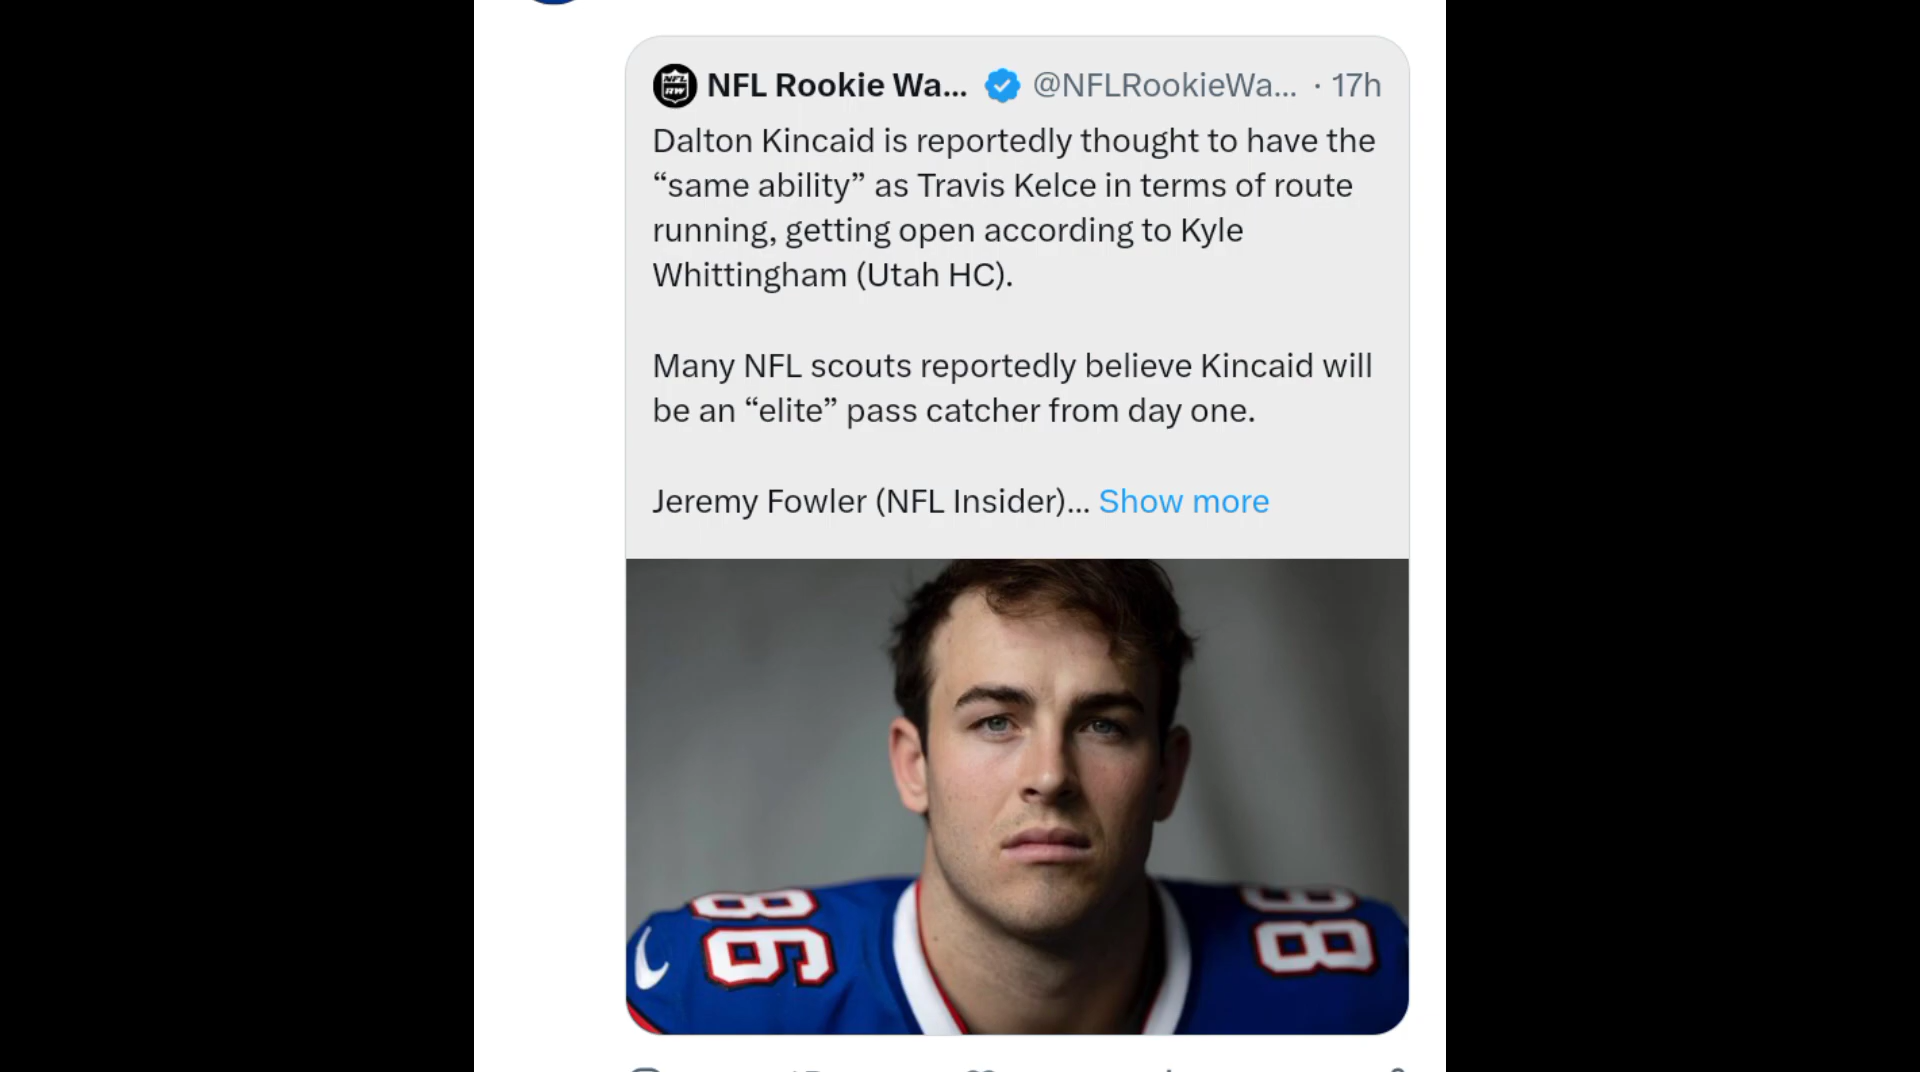 NFL Rookie Wa... @NFLRookieWa... · 17h
Dalton Kincaid is reportedly thought to have the
“same ability” as Travis Kelce in terms of route
running, getting open according to Kyle
Whittingham (Utah HC).
Many NFL scouts reportedly believe Kincaid will
be an “elite” pass catcher from day one.
Jeremy Fowler (NFL Insider)... Show more
86
86